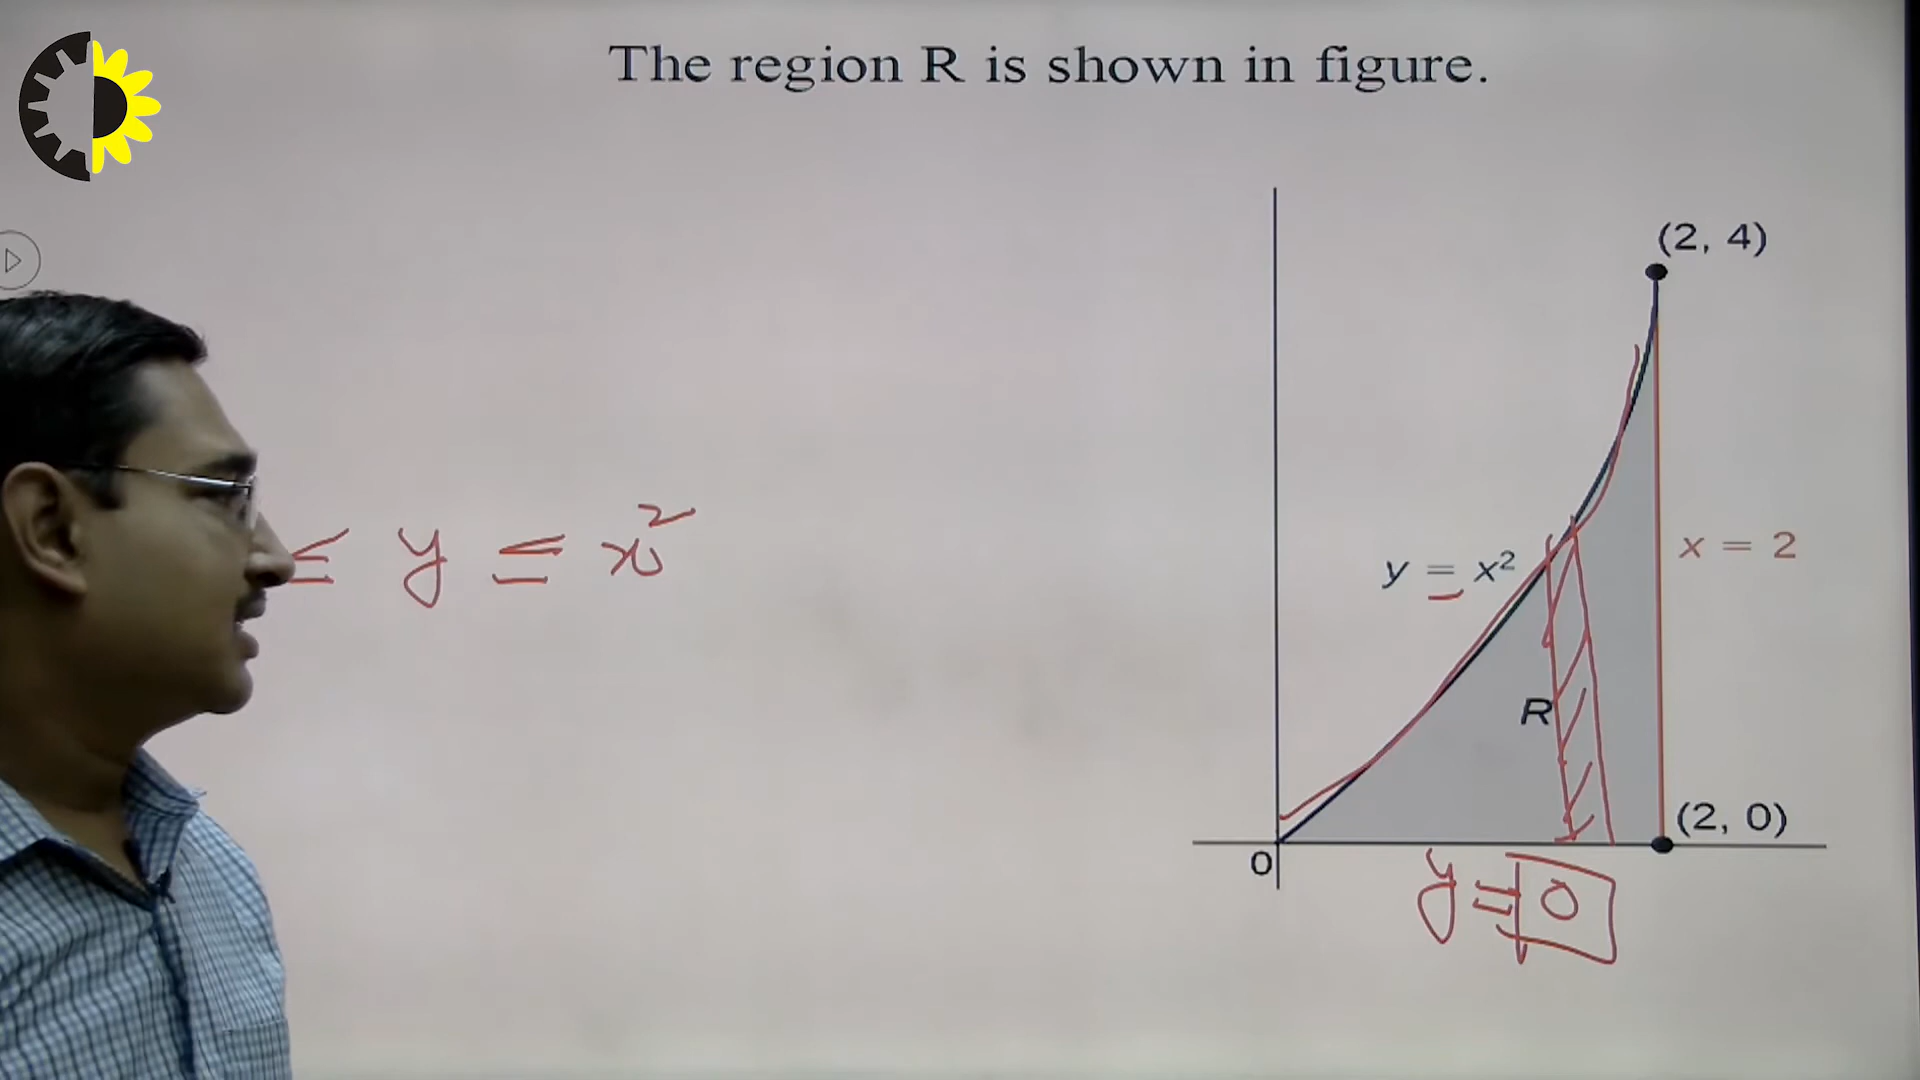 The region R is shown in figure.
(2, 4)
≤ y ≤ x²
y = x²
x = 2
R
(2, 0)
0
y = 0